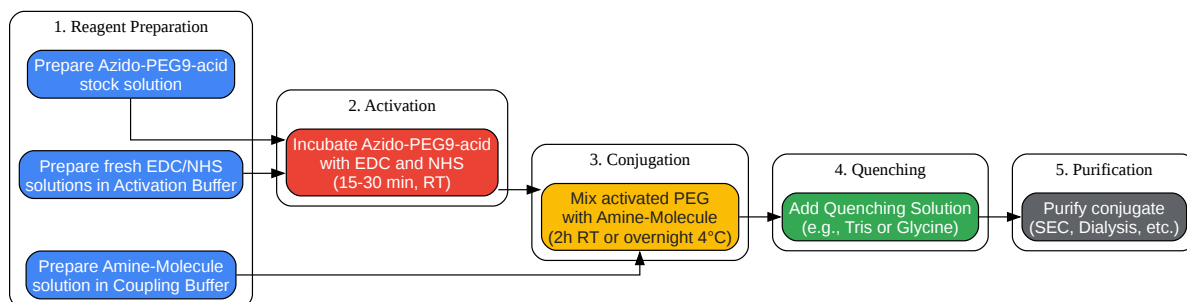 1. Reagent Preparation
Prepare Azido-PEG9-acid
stock solution
Prepare fresh EDC/NHS
solutions in Activation Buffer
Prepare Amine-Molecule
solution in Coupling Buffer
2. Activation
Incubate Azido-PEG9-acid
with EDC and NHS
(15-30 min, RT)
3. Conjugation
Mix activated PEG
with Amine-Molecule
(2h RT or overnight 4°C)
4. Quenching
Add Quenching Solution
(e.g., Tris or Glycine)
5. Purification
Purify conjugate
(SEC, Dialysis, etc.)